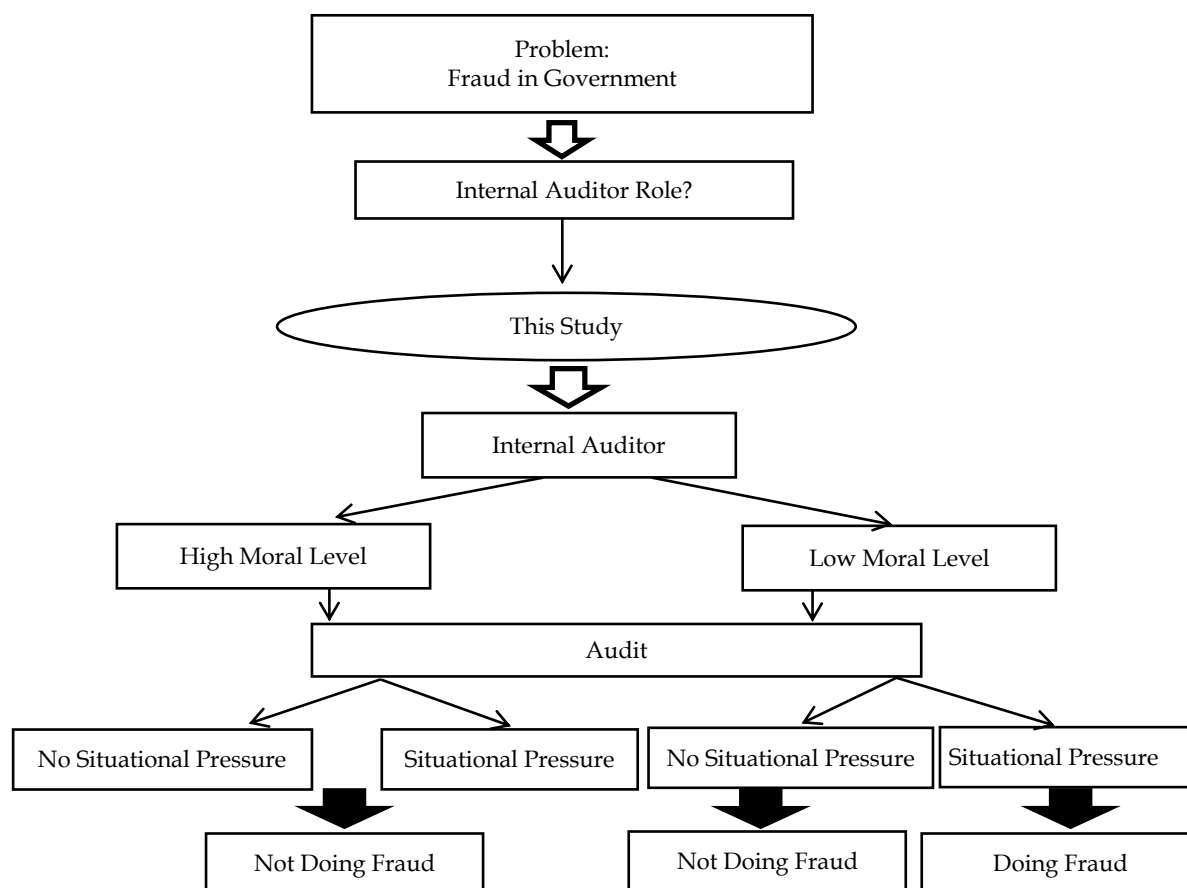 Problem:
Fraud in Government
Internal Auditor Role?
This Study
Internal Auditor
High Moral Level
Low Moral Level
Audit
No Situational Pressure
Situational Pressure
No Situational Pressure
Situational Pressure
Not Doing Fraud
Not Doing Fraud
Doing Fraud